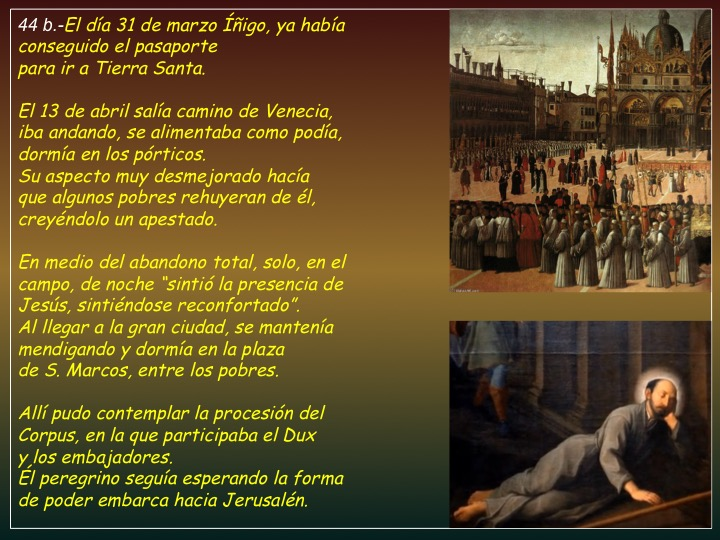 44 b.-El día 31 de marzo Íñigo, ya había
conseguido el pasaporte
para ir a Tierra Santa.
El 13 de abril salía camino de Venecia,
iba andando, se alimentaba como podía,
dormía en los pórticos.
Su aspecto muy desmejorado hacía
que algunos pobres rehuyeran de él,
creyéndolo un apestado.
En medio del abandono total, solo, en el
campo, de noche “sintió la presencia de
Jesús, sintiéndose reconfortado”.
Al llegar a la gran ciudad, se mantenía
mendigando y dormía en la plaza
de S. Marcos, entre los pobres.
Allí pudo contemplar la procesión del
Corpus, en la que participaba el Dux
y los embajadores.
El peregrino seguía esperando la forma
de poder embarca hacia Jerusalén.